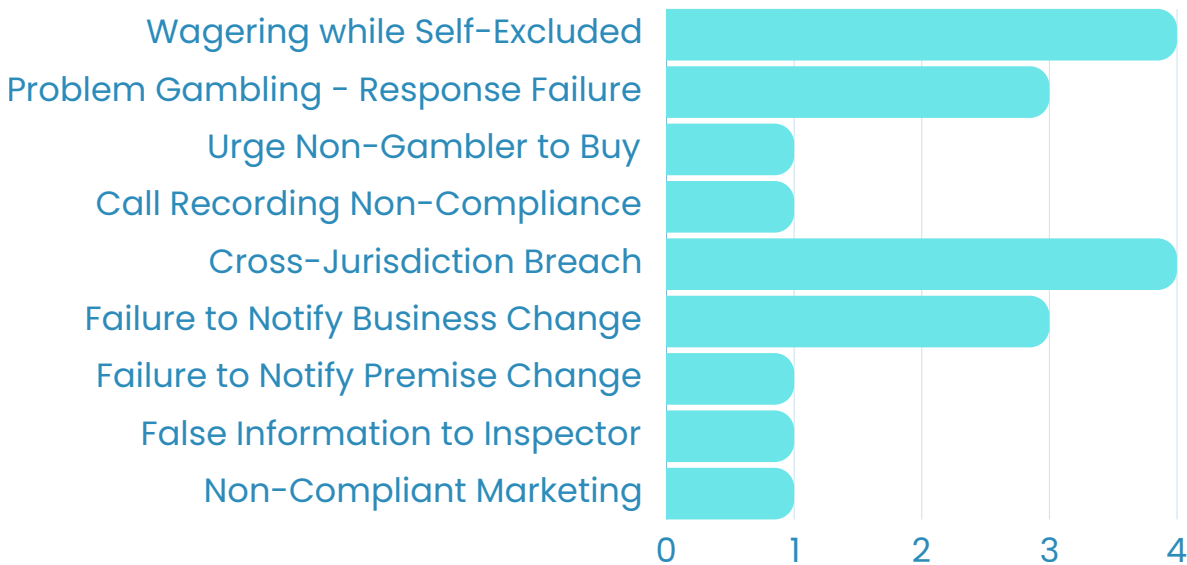 Wagering while Self-Excluded
Problem Gambling - Response Failure
Urge Non-Gambler to Buy
Call Recording Non-Compliance
Cross-Jurisdiction Breach
Failure to Notify Business Change
Failure to Notify Premise Change
False Information to Inspector
Non-Compliant Marketing
0 1 2 3 4